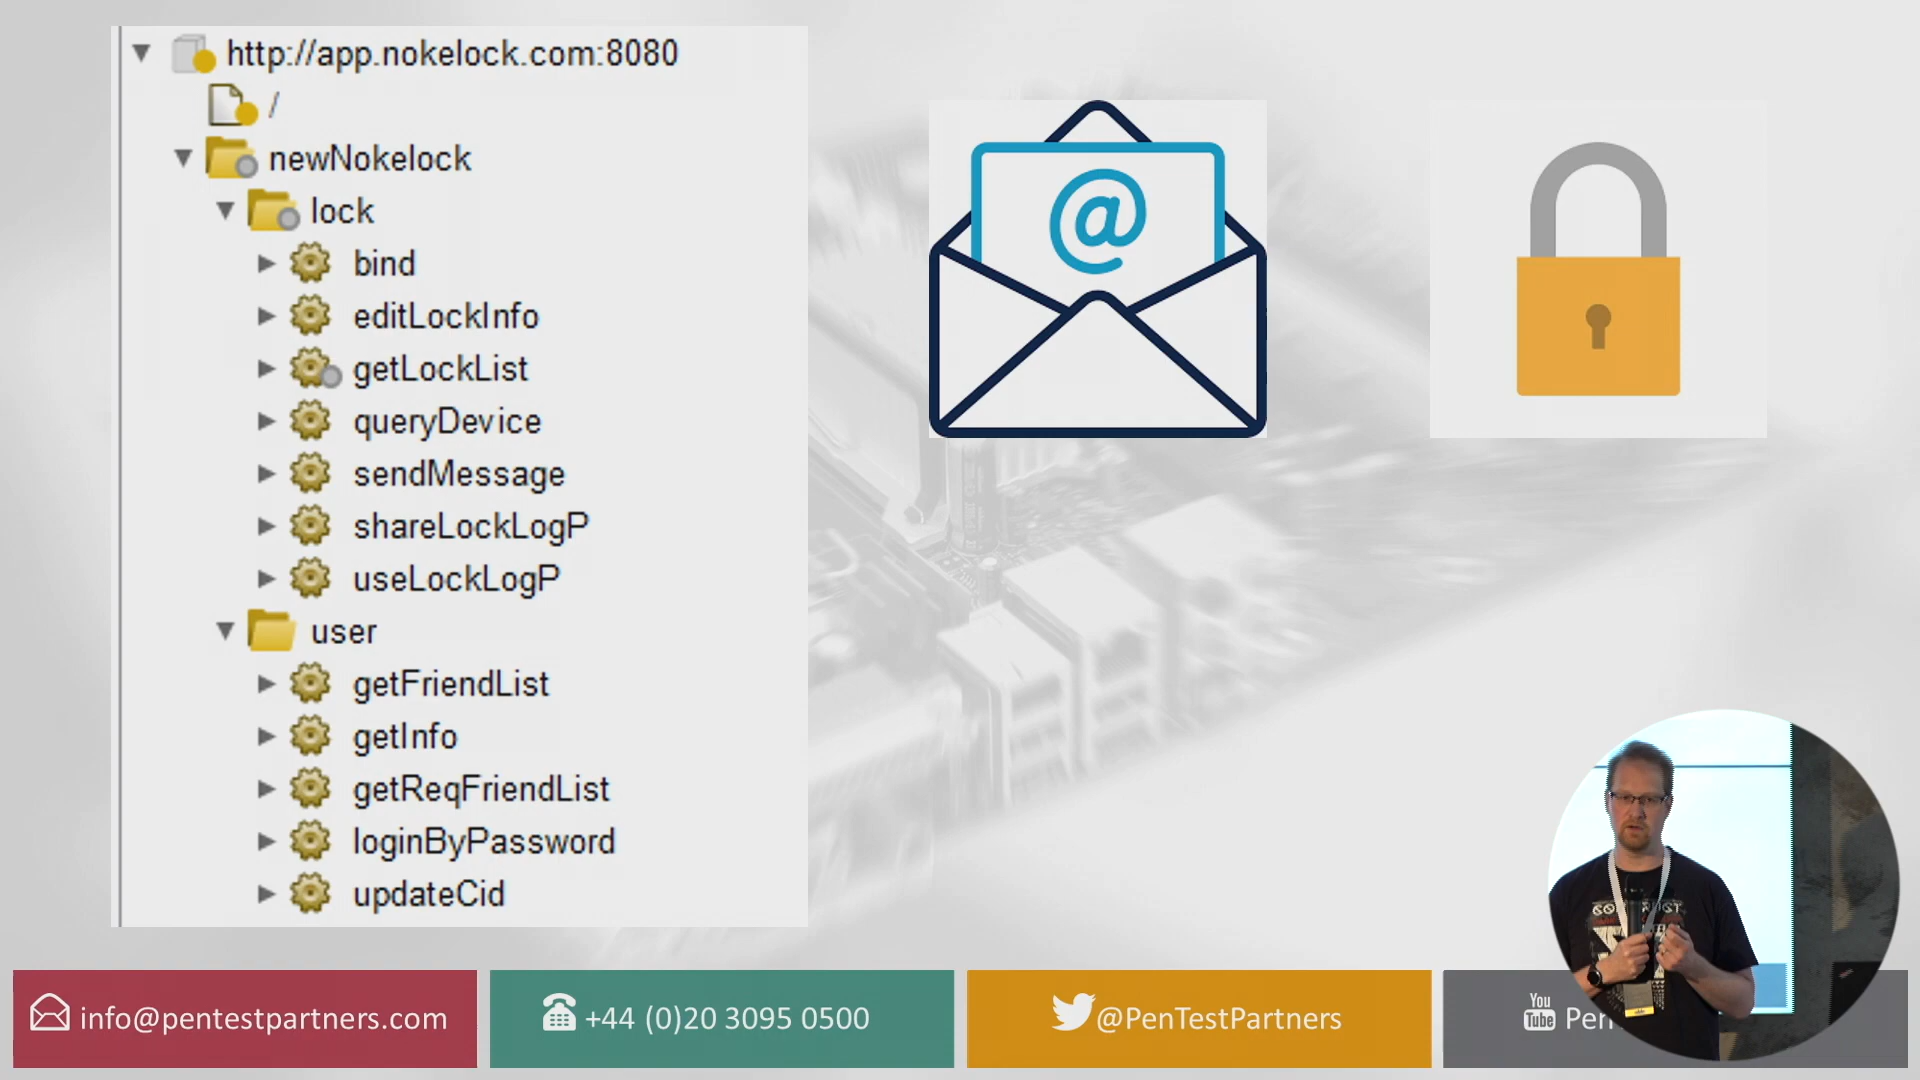 http://app.nokelock.com:8080
/
newNokelock
lock
bind
editLockInfo
getLockList
queryDevice
sendMessage
shareLockLogP
useLockLogP
user
getFriendList
getInfo
getReqFriendList
loginByPassword
updateCid
@
info@pentestpartners.com
+44 (0)20 3095 0500
@PenTestPartners
You
Tube